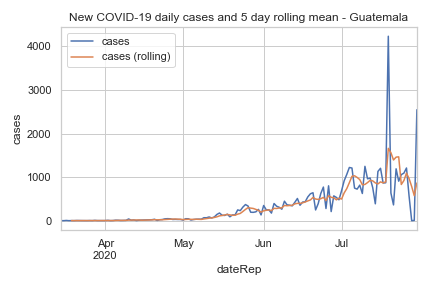 New COVID-19 daily cases and 5 day rolling mean - Guatemala
cases
cases (rolling)
4000
3000
2000
1000
0
cases
Apr
2020
May
Jun
Jul
dateRep